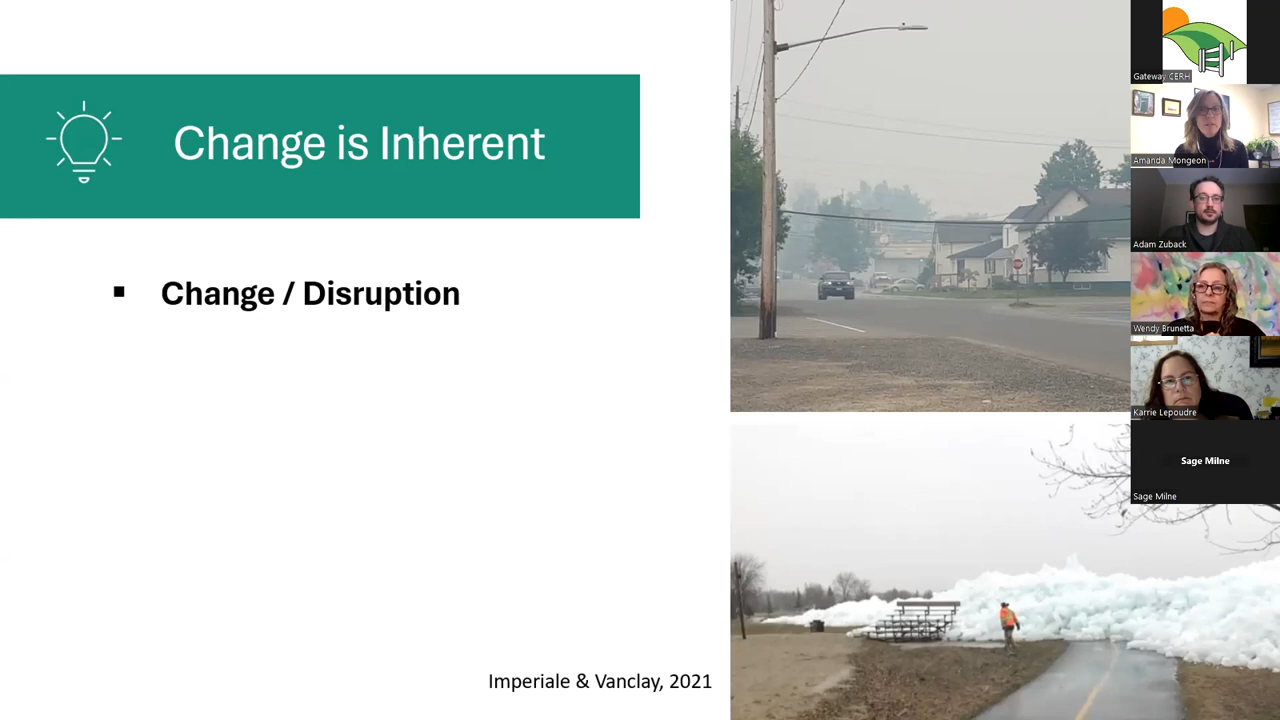 Change is Inherent
▪ Change / Disruption
Imperiale & Vanclay, 2021
Gateway CERH
Amanda Mongeon
Adam Zuback
Wendy Brunetta
Karrie Lepoudre
Sage Milne
Sage Milne